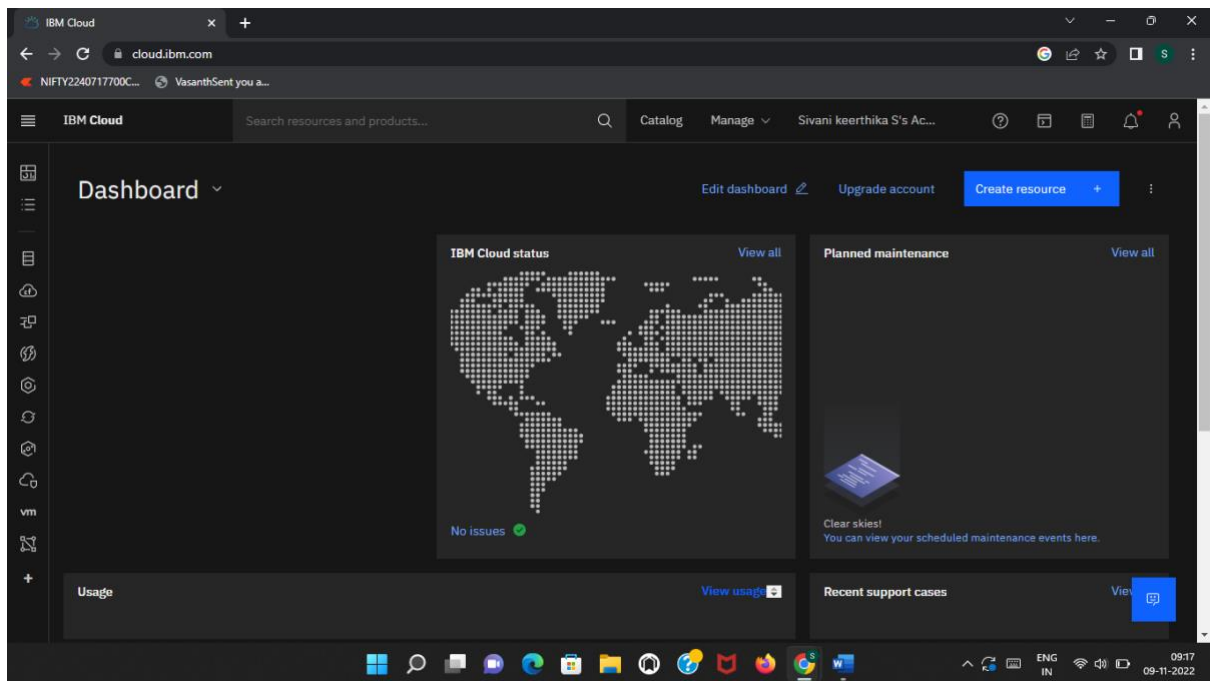 IBM Cloud
cloud.ibm.com
S
NIFTY2240717700C... VasanthSent you a...
IBM Cloud Search resources and products... Catalog Manage Sivani keerthika S's Ac...
Dashboard Edit dashboard Upgrade account Create resource +
IBM Cloud status View all Planned maintenance View all
No issues
Clear skies!
You can view your scheduled maintenance events here.
vm
Usage View usage Recent support cases
ENG
IN
09:17
09-11-2022